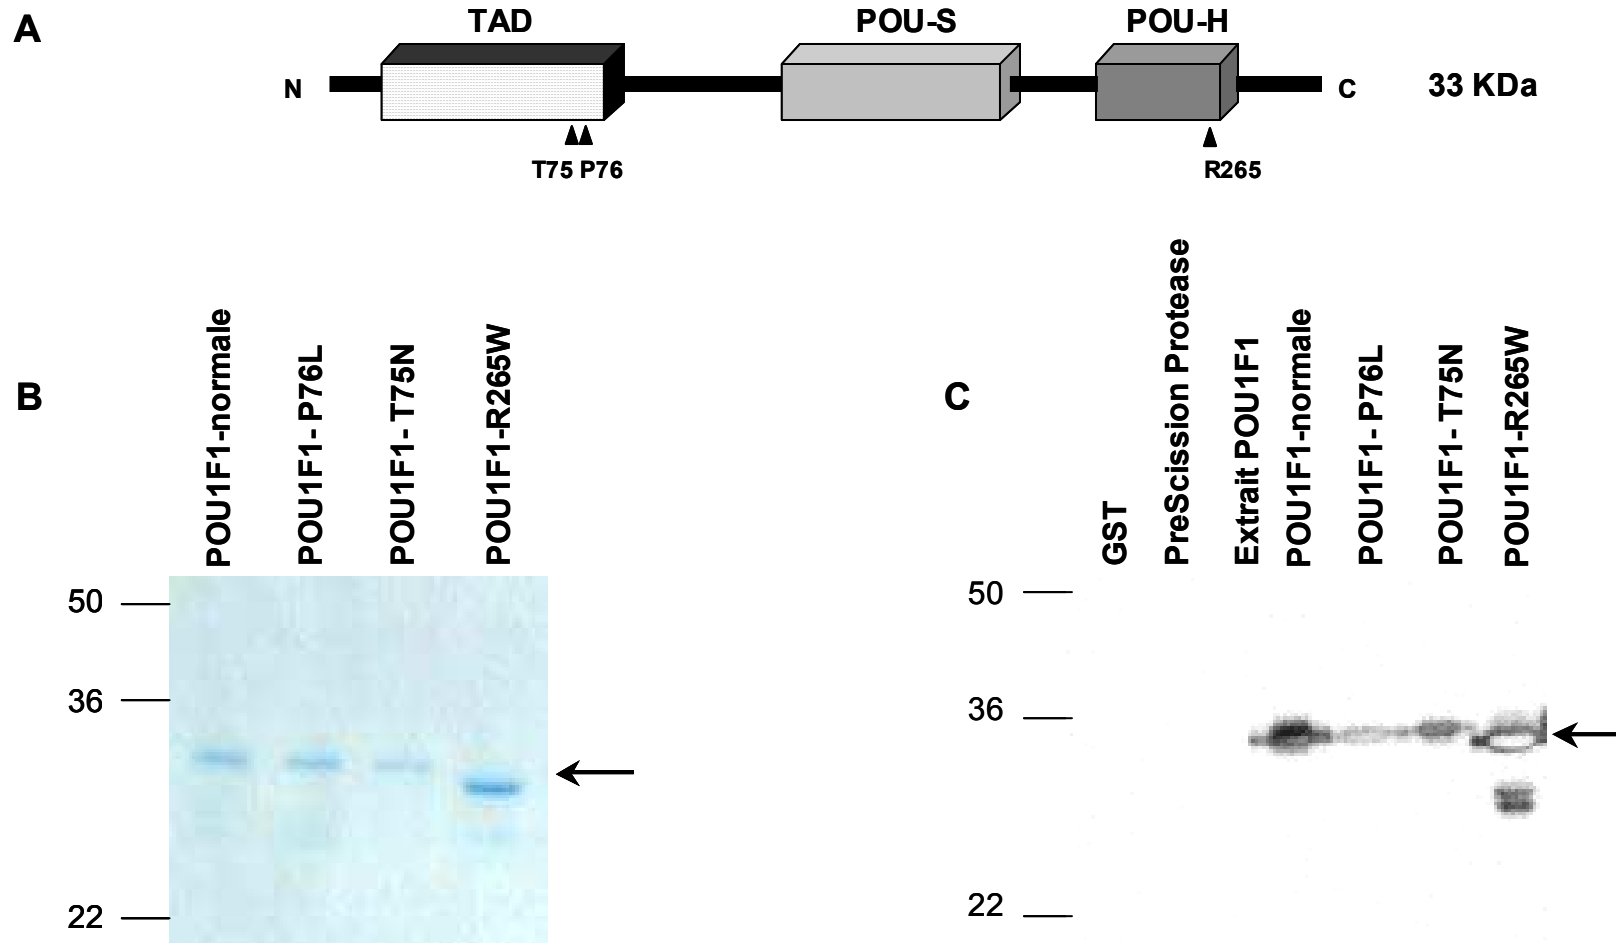 A
TAD
POU-S
POU-H
N
C
33 KDa
T75 P76
R265
B
POU1F1-normale
POU1F1- P76L
POU1F1- T75N
POU1F1-R265W
50
36
22
C
GST
PreScission Protease
Extrait POU1F1
POU1F1-normale
POU1F1- P76L
POU1F1- T75N
POU1F1-R265W
50
36
22